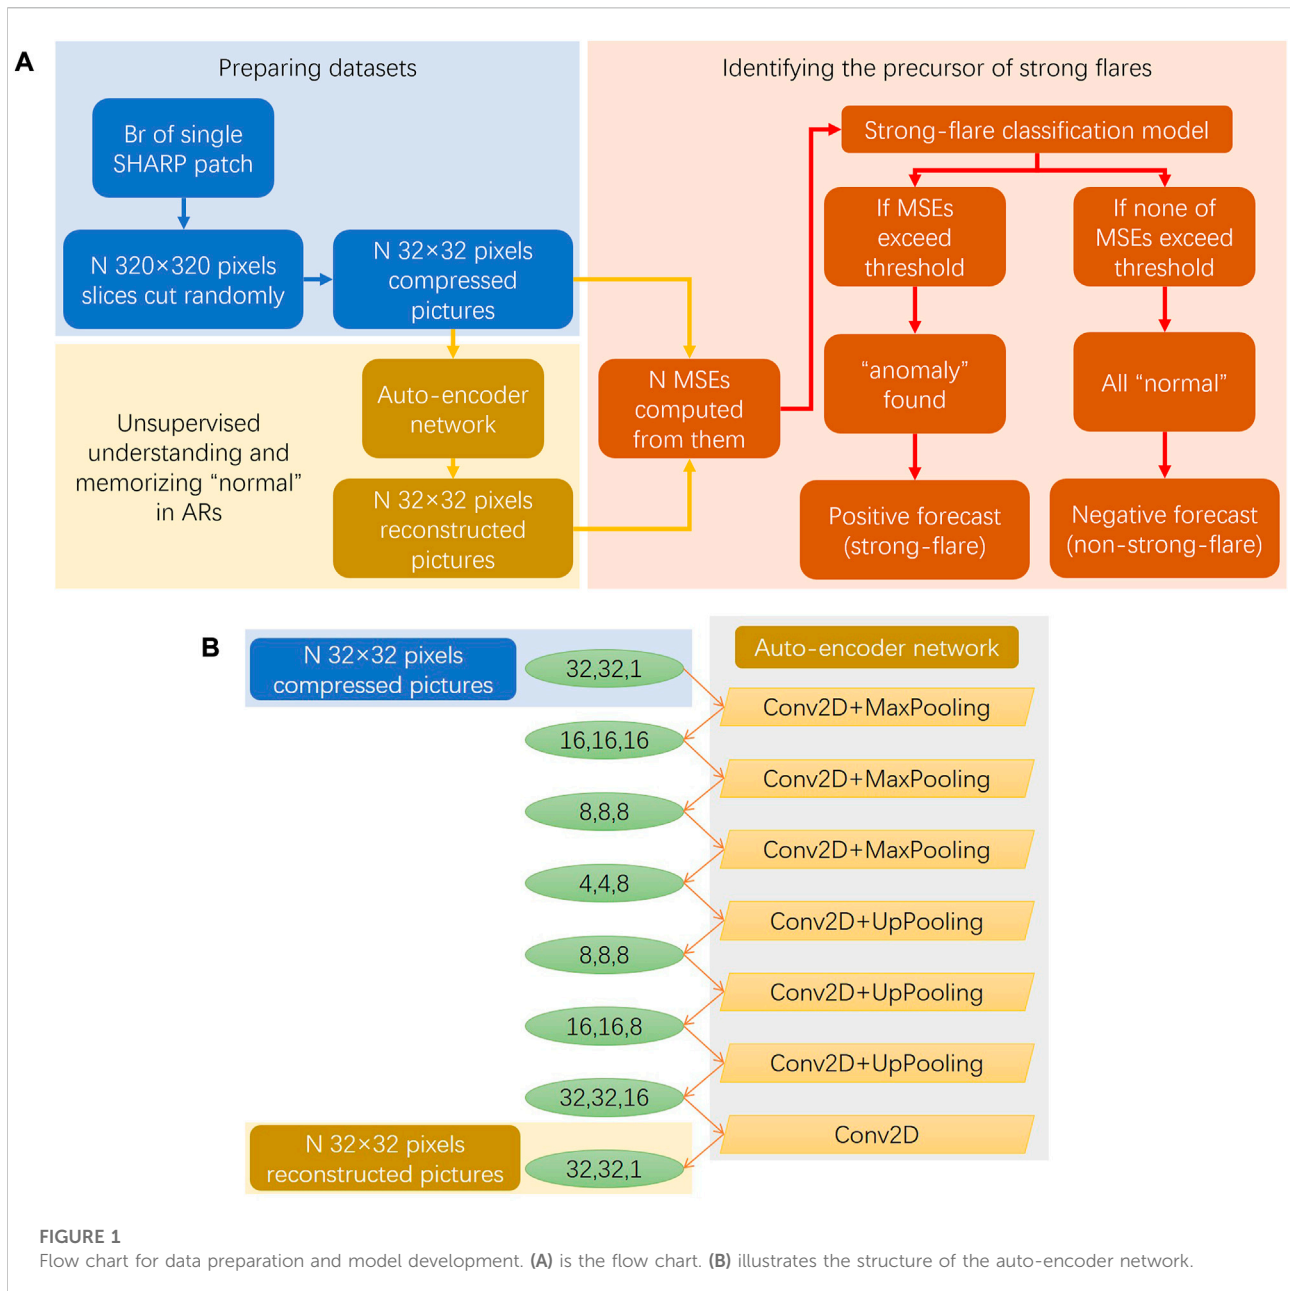 A
Preparing datasets
Br of single
SHARP patch
N 320×320 pixels
slices cut randomly
N 32×32 pixels
compressed
pictures
Unsupervised
understanding and
memorizing “normal”
in ARs
Auto-encoder
network
N 32×32 pixels
reconstructed
pictures
Identifying the precursor of strong flares
N MSEs
computed
from them
Strong-flare classification model
If MSEs
exceed
threshold
If none of
MSEs exceed
threshold
“anomaly”
found
All “normal”
Positive forecast
(strong-flare)
Negative forecast
(non-strong-flare)
B
N 32×32 pixels
compressed pictures
32,32,1
Auto-encoder network
Conv2D+MaxPooling
16,16,16
Conv2D+MaxPooling
8,8,8
Conv2D+MaxPooling
4,4,8
Conv2D+UpPooling
8,8,8
Conv2D+UpPooling
16,16,8
Conv2D+UpPooling
32,32,16
Conv2D
N 32×32 pixels
reconstructed pictures
32,32,1
FIGURE 1
Flow chart for data preparation and model development. (A) is the flow chart. (B) illustrates the structure of the auto-encoder network.